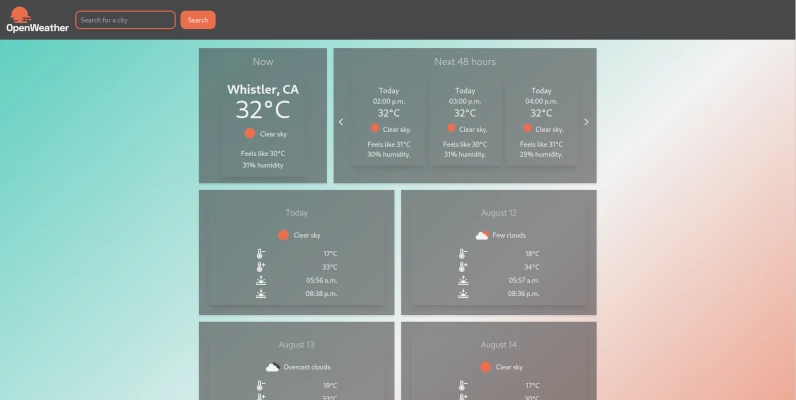 OpenWeather
Search for a city
Search
Now
Whistler, CA
32°C
Clear sky
Feels like 30°C
31% humidity
Next 48 hours
Today
02:00 p.m.
32°C
Clear sky.
Feels like 31°C
30% humidity.
Today
03:00 p.m.
32°C
Clear sky.
Feels like 30°C
31% humidity.
Today
04:00 p.m.
32°C
Clear sky.
Feels like 31°C
29% humidity.
Today
Clear sky
17°C
33°C
05:56 a.m.
08:38 p.m.
August 12
Few clouds
18°C
34°C
05:57 a.m.
08:36 p.m.
August 13
Overcast clouds
19°C
33°C
August 14
Clear sky
17°C
30°C